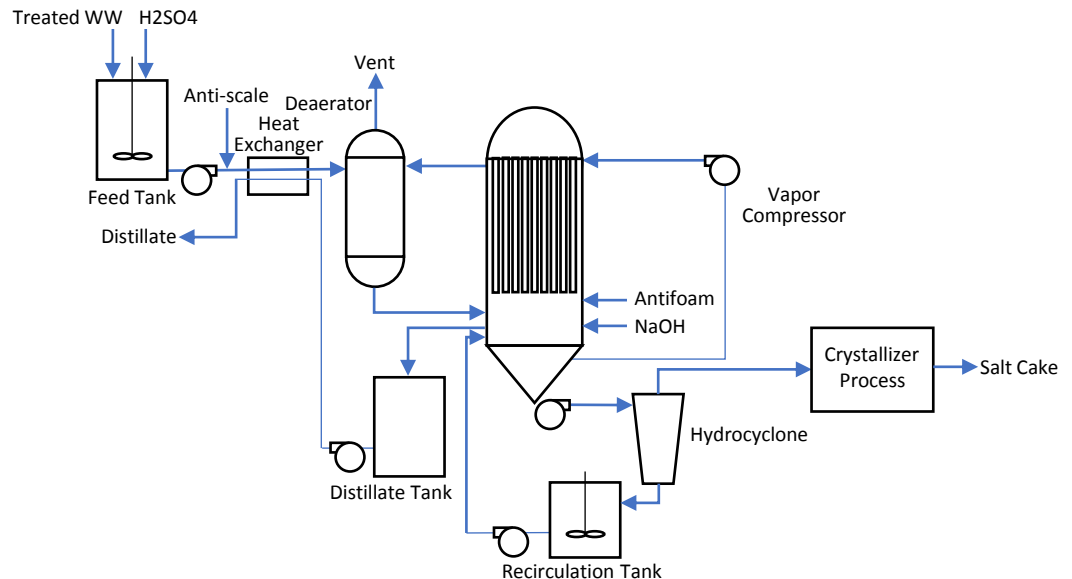 Treated WW
H2SO4
Vent
Anti-scale
Deaerator
Heat
Exchanger
Feed Tank
Vapor
Compressor
Distillate
Antifoam
NaOH
Crystallizer
Process
Salt Cake
Hydrocyclone
Distillate Tank
Recirculation Tank